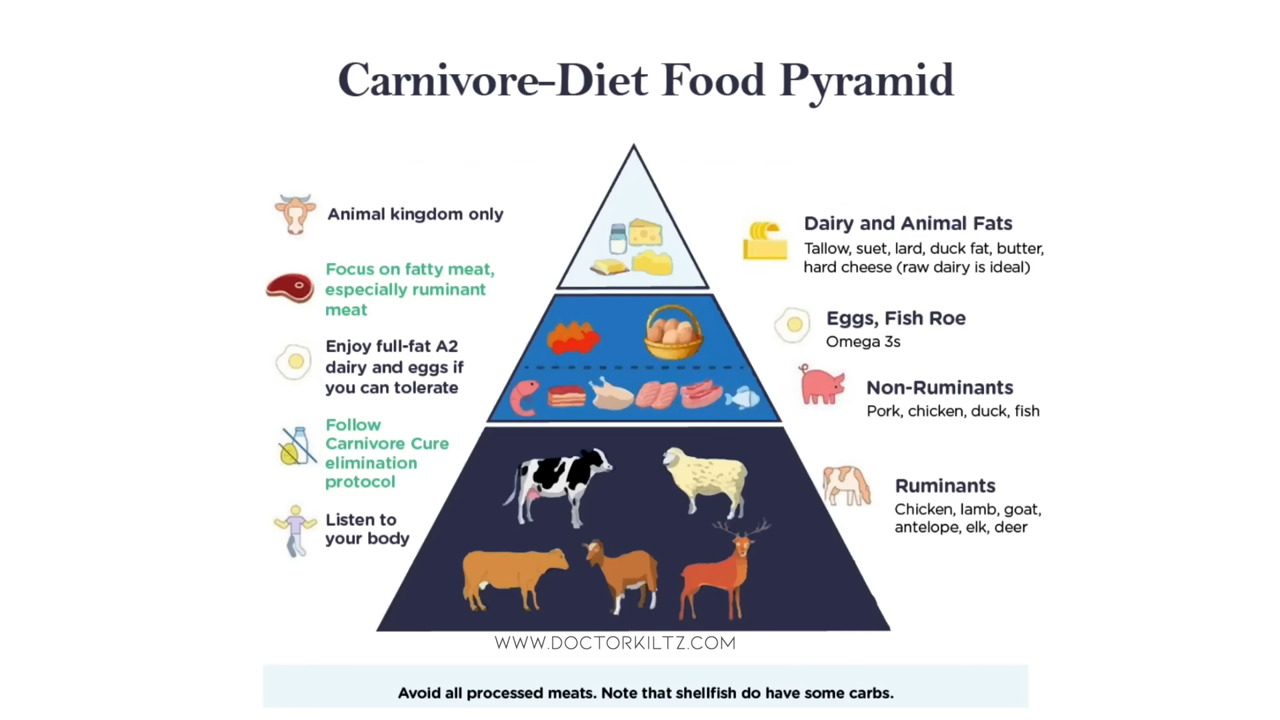 Carnivore-Diet Food Pyramid
Animal kingdom only
Focus on fatty meat,
especially ruminant
meat
Enjoy full-fat A2
dairy and eggs if
you can tolerate
Follow
Carnivore Cure
elimination
protocol
Listen to
your body
Dairy and Animal Fats
Tallow, suet, lard, duck fat, butter,
hard cheese (raw dairy is ideal)
Eggs, Fish Roe
Omega 3s
Non-Ruminants
Pork, chicken, duck, fish
Ruminants
Chicken, lamb, goat,
antelope, elk, deer
WWW.DOCTORKILTZ.COM
Avoid all processed meats. Note that shellfish do have some carbs.